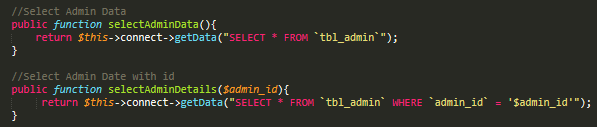 //Select Admin Data
public function selectAdminData(){
return $this->connect->getData("SELECT * FROM `tbl_admin`");
}
//Select Admin Date with id
public function selectAdminDetails($admin_id){
return $this->connect->getData("SELECT * FROM `tbl_admin` WHERE `admin_id` = '$admin_id'");
}